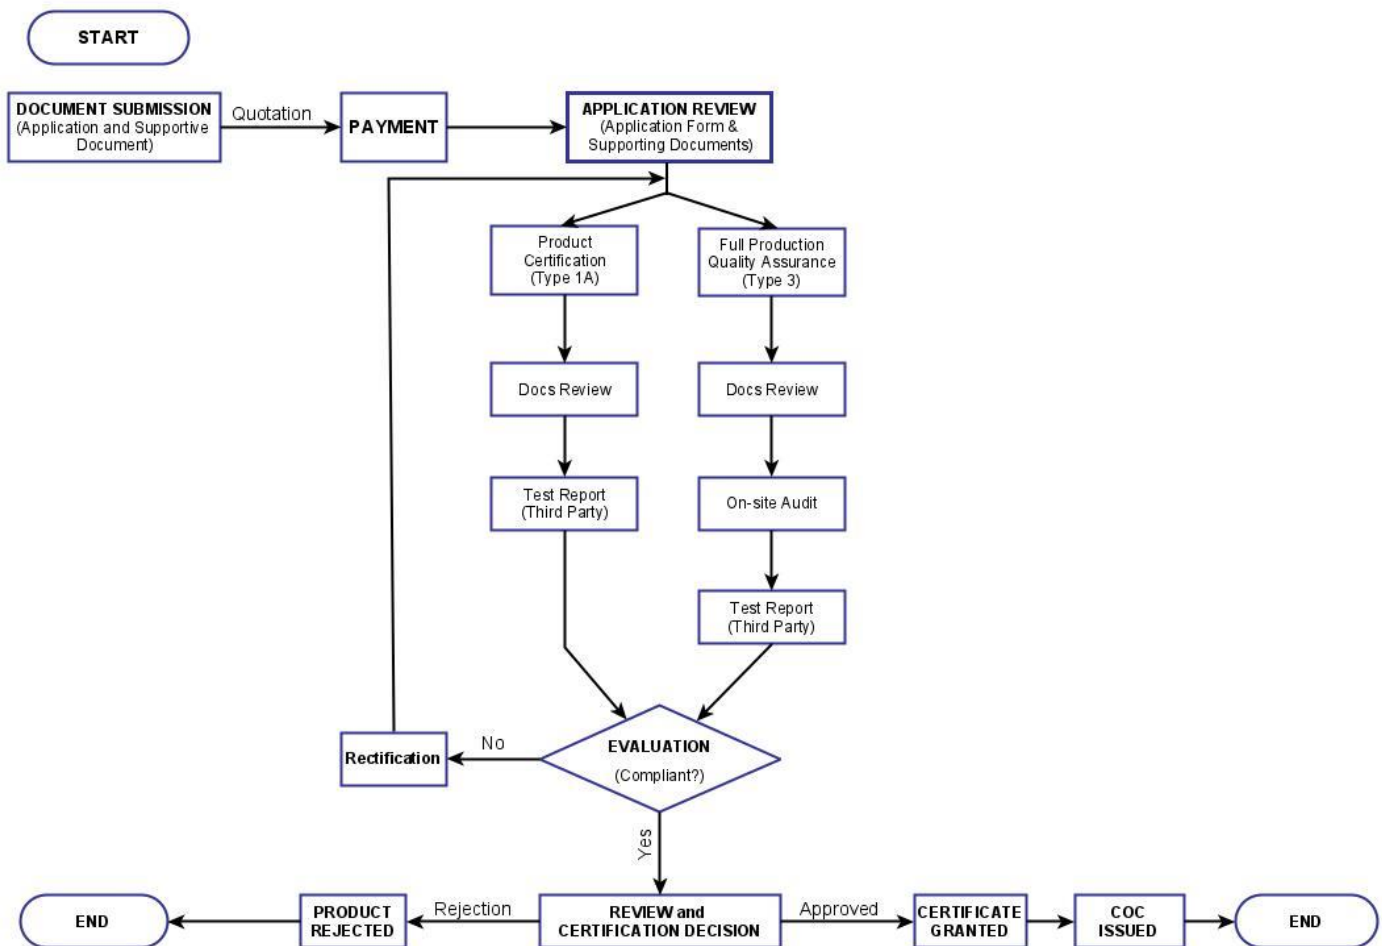 START
DOCUMENT SUBMISSION
(Application and Supportive
Document)
Quotation
PAYMENT
APPLICATION REVIEW
(Application Form &
Supporting Documents)
Product
Certification
(Type 1A)
Full Production
Quality Assurance
(Type 3)
Docs Review
Docs Review
Test Report
(Third Party)
On-site Audit
Test Report
(Third Party)
EVALUATION
(Compliant?)
No
Rectification
Yes
END
PRODUCT
REJECTED
Rejection
REVIEW and
CERTIFICATION DECISION
Approved
CERTIFICATE
GRANTED
COC
ISSUED
END